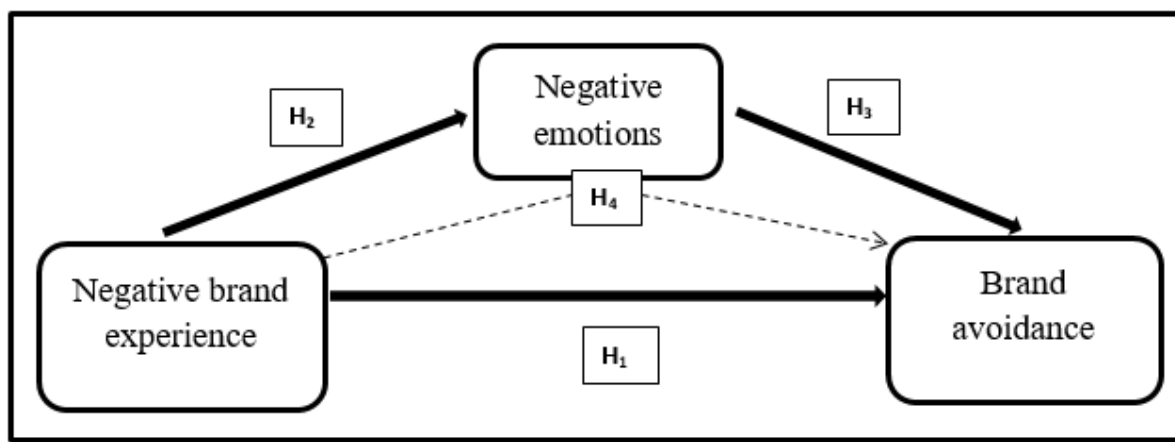 Negative
emotions
H₂
H₃
H₄
Negative brand
experience
Brand
avoidance
H₁